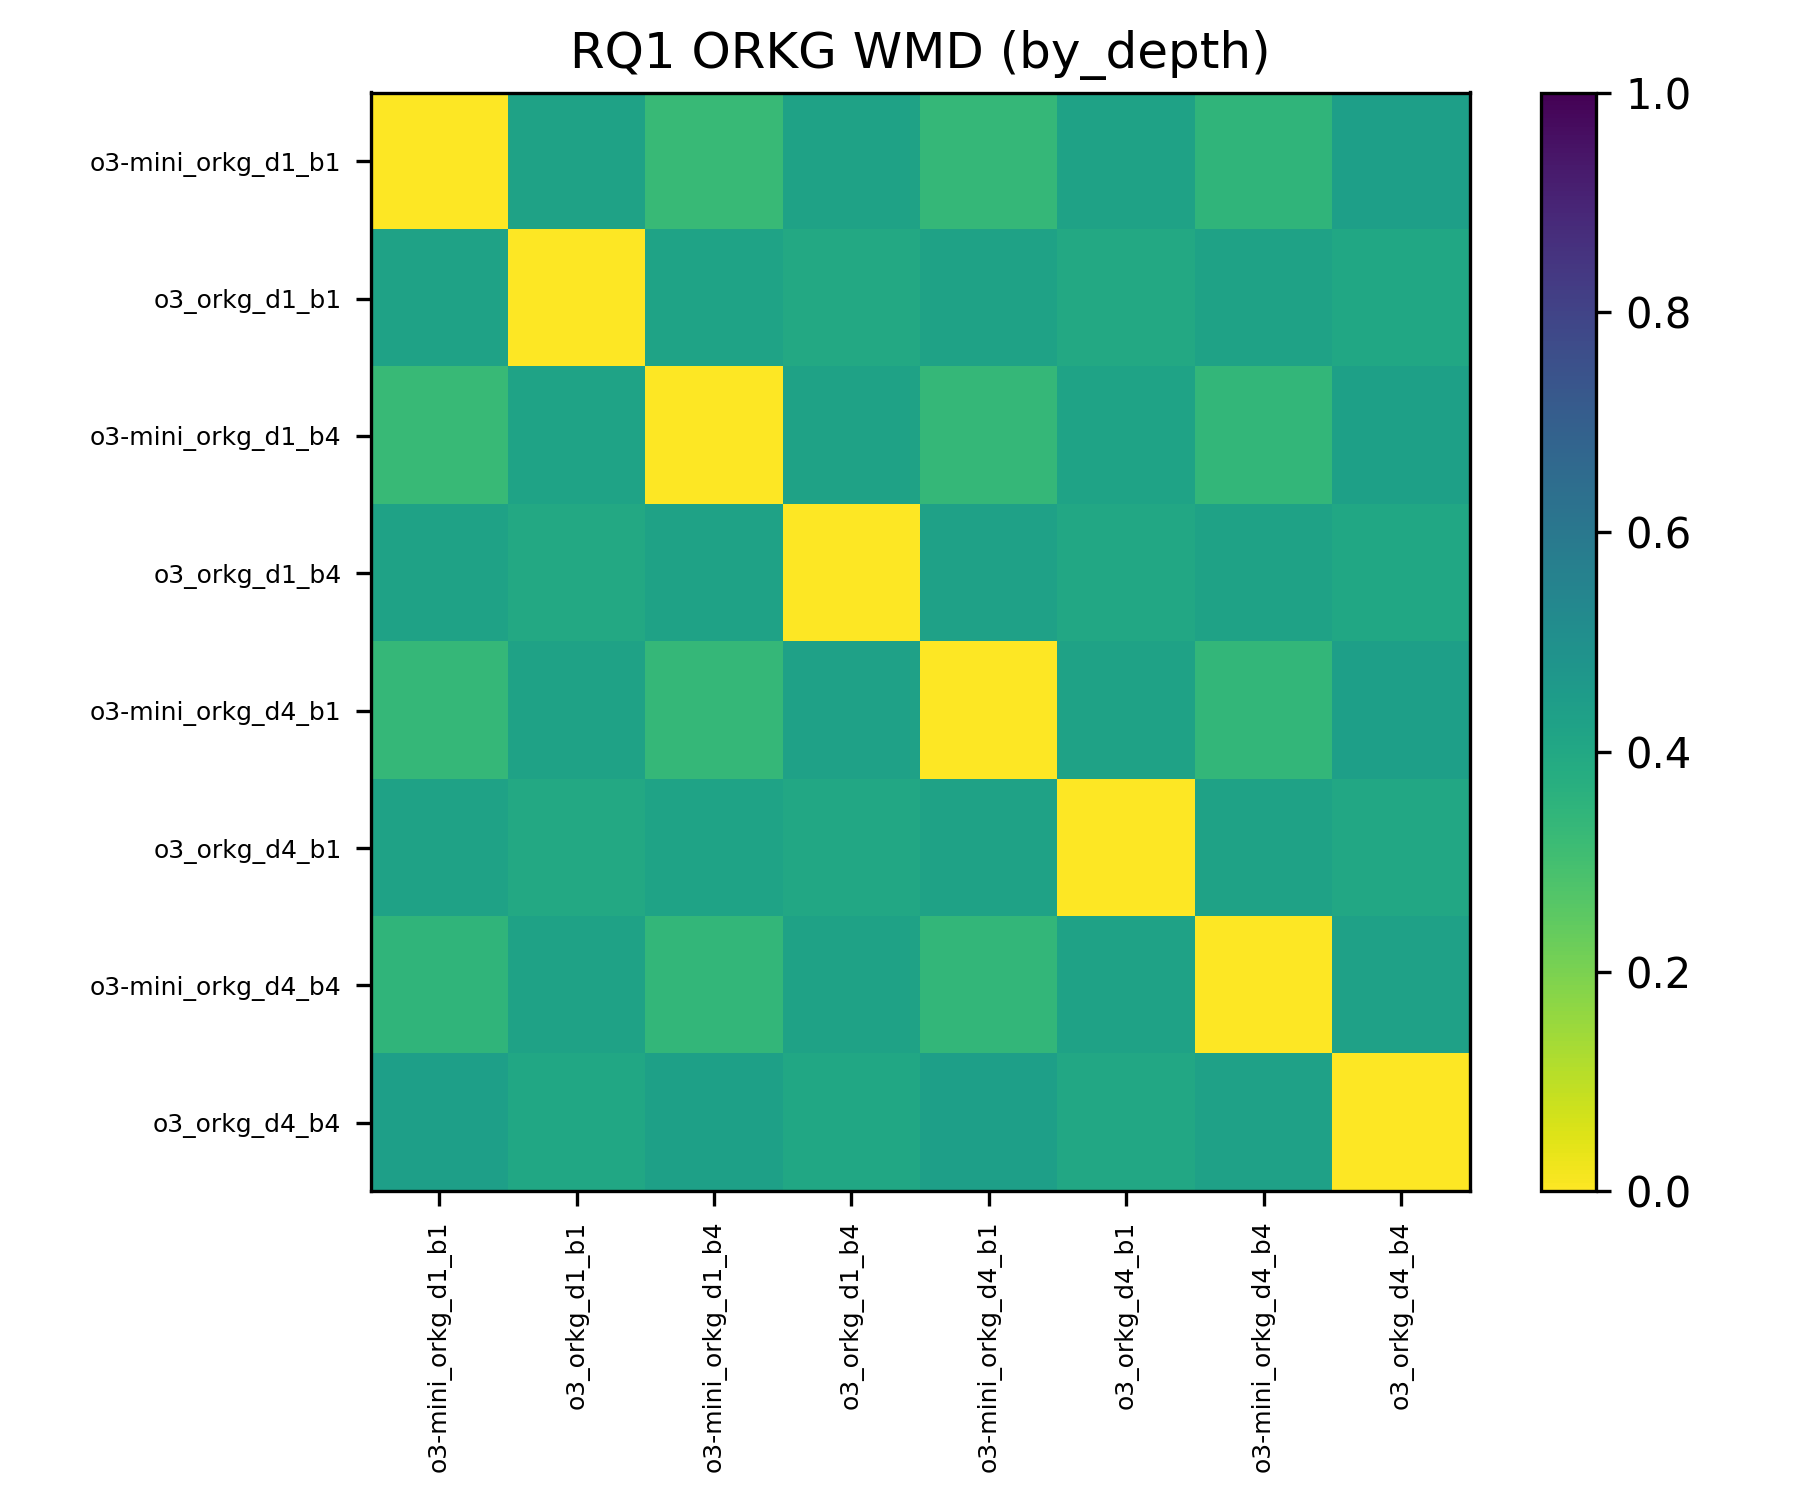 RQ1 ORKG WMD (by_depth)
o3-mini_orkg_d1_b1
o3_orkg_d1_b1
o3-mini_orkg_d1_b4
o3_orkg_d1_b4
o3-mini_orkg_d4_b1
o3_orkg_d4_b1
o3-mini_orkg_d4_b4
o3_orkg_d4_b4
o3-mini_orkg_d1_b1
o3_orkg_d1_b1
o3-mini_orkg_d1_b4
o3_orkg_d1_b4
o3-mini_orkg_d4_b1
o3_orkg_d4_b1
o3-mini_orkg_d4_b4
o3_orkg_d4_b4
1.0
0.8
0.6
0.4
0.2
0.0